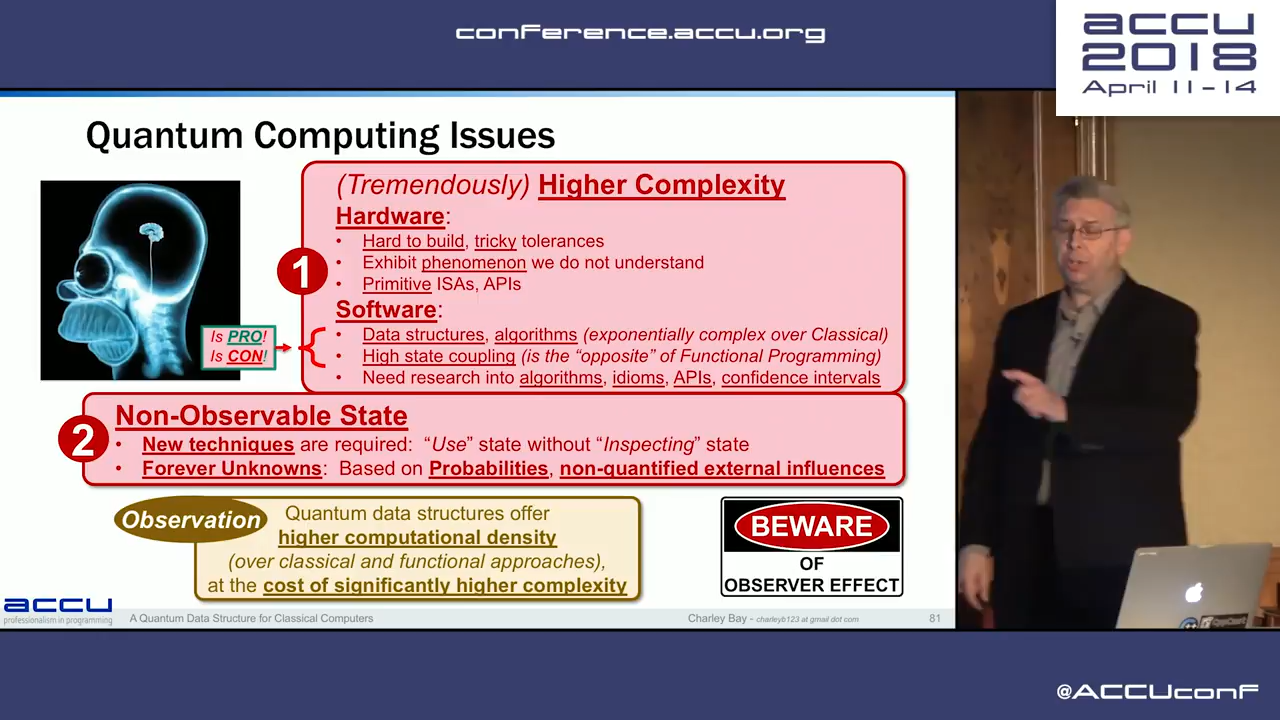 conference.accu.org
accu
2018
April 11-14
Quantum Computing Issues
(Tremendously) Higher Complexity
Hardware:
• Hard to build, tricky tolerances
• Exhibit phenomenon we do not understand
• Primitive ISAs, APIs
1
Software:
• Data structures, algorithms (exponentially complex over Classical)
• High state coupling (is the “opposite” of Functional Programming)
• Need research into algorithms, idioms, APIs, confidence intervals
Is PRO!
Is CON!
2
Non-Observable State
• New techniques are required: “Use” state without “Inspecting” state
• Forever Unknowns: Based on Probabilities, non-quantified external influences
Observation
Quantum data structures offer
higher computational density
(over classical and functional approaches),
at the cost of significantly higher complexity
BEWARE
OF
OBSERVER EFFECT
accu
professionalism in programming
A Quantum Data Structure for Classical Computers
Charley Bay - charleyb123 at gmail dot com
81
@ACCUconf